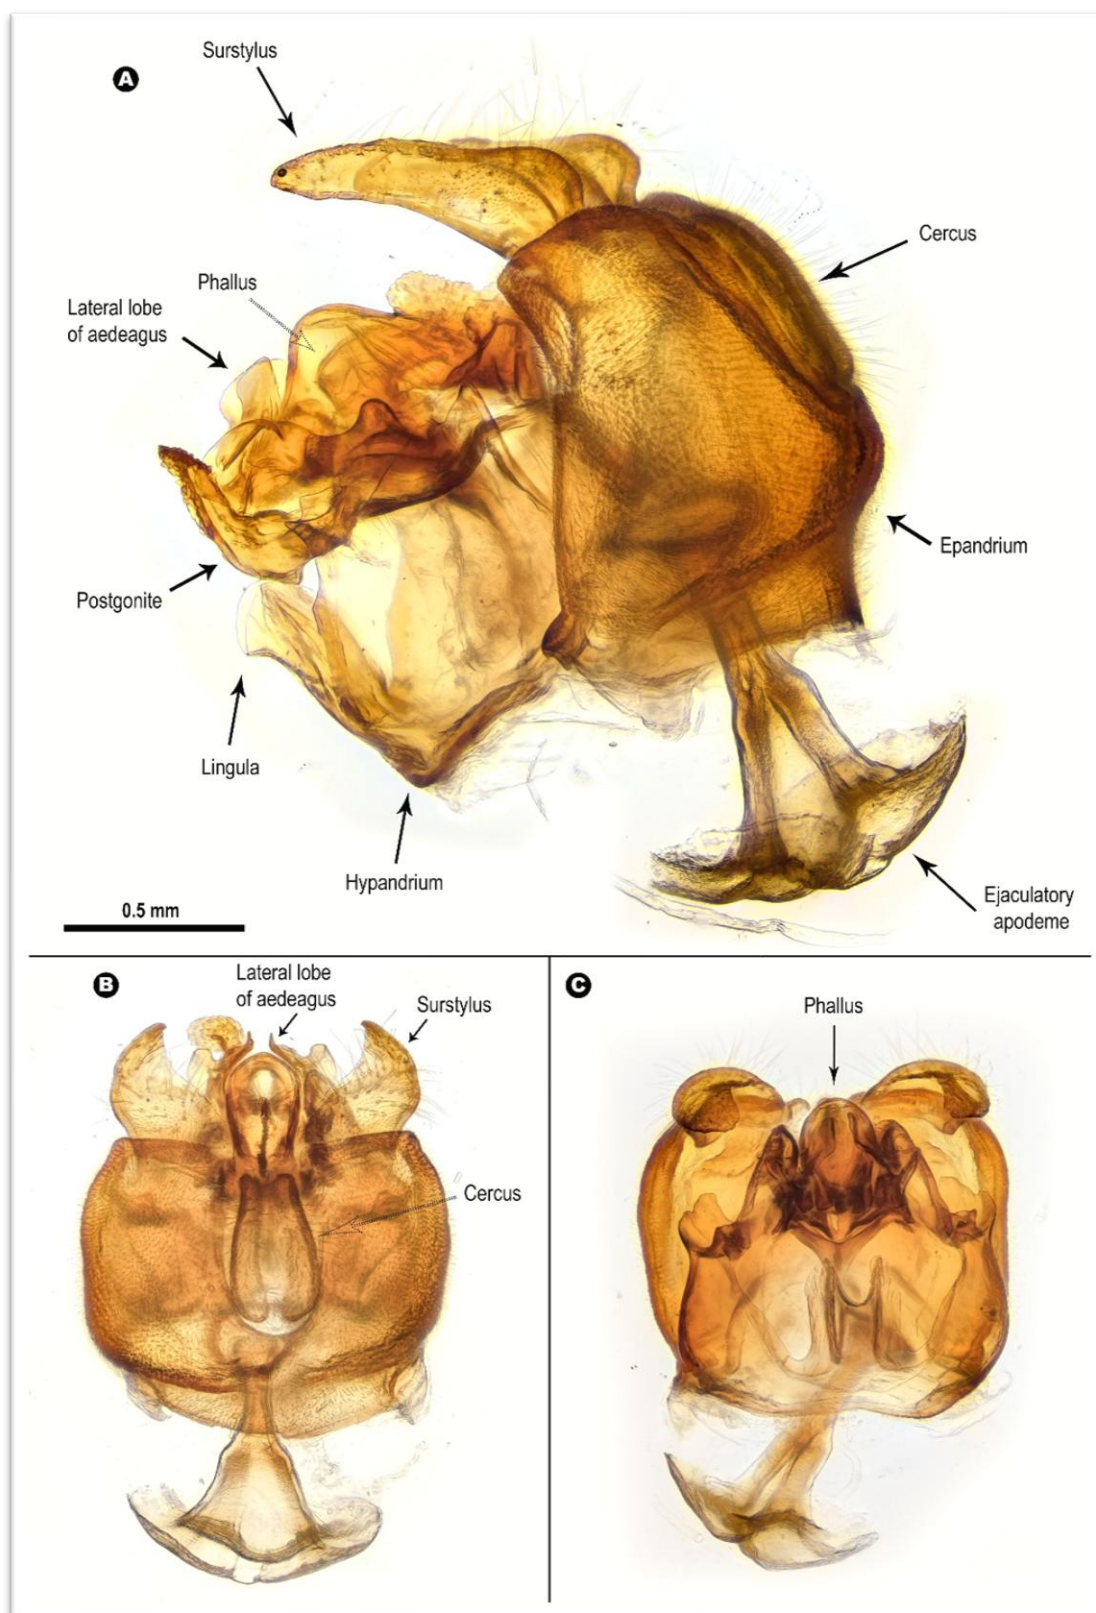 A
Surstylus
Cercus
Phallus
Lateral lobe
of aedeagus
Epandrium
Postgonite
Lingula
Hypandrium
Ejaculatory
apodeme
0.5 mm
B
Lateral lobe
of aedeagus
Surstylus
Cercus
C
Phallus